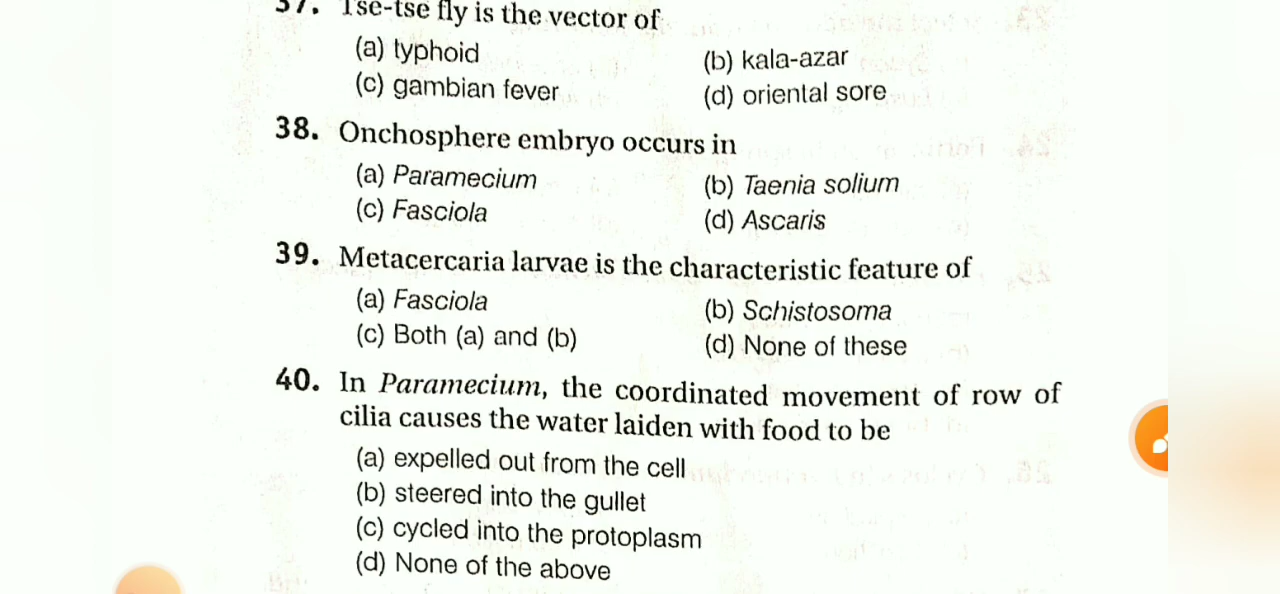 37. Tse-tse fly is the vector of
(a) typhoid (b) kala-azar
(c) gambian fever (d) oriental sore
38. Onchosphere embryo occurs in
(a) Paramecium (b) Taenia solium
(c) Fasciola (d) Ascaris
39. Metacercaria larvae is the characteristic feature of
(a) Fasciola (b) Schistosoma
(c) Both (a) and (b) (d) None of these
40. In Paramecium, the coordinated movement of row of
cilia causes the water laiden with food to be
(a) expelled out from the cell
(b) steered into the gullet
(c) cycled into the protoplasm
(d) None of the above